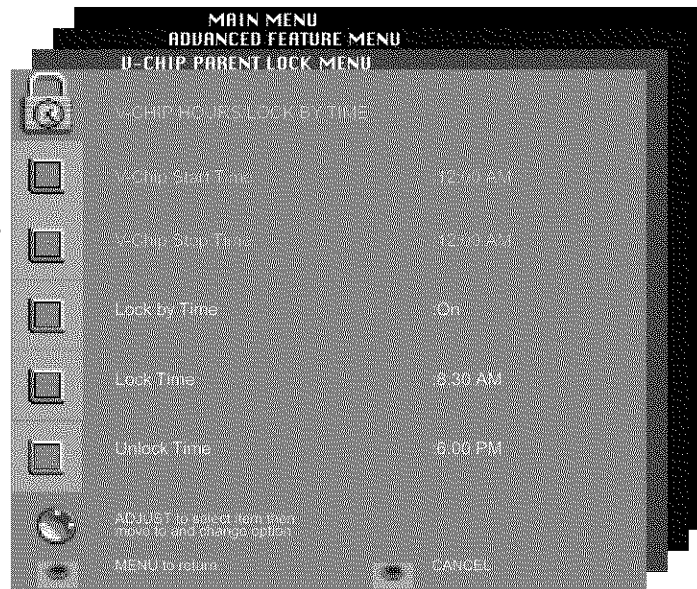 MAIN MENU
ADVANCED FEATURE MENU
V-CHIP PARENT LOCK MENU
V-CHIP HOURS/LOCK BY TIME
V-Chip Start Time :12:00 AM
V-Chip Stop Time :12:00 AM
Lock by Time :On
Lock Time :8.30 AM
Unlock Time :6.00 PM
ADJUST to select item then
move to and change option
MENU to return CANCEL